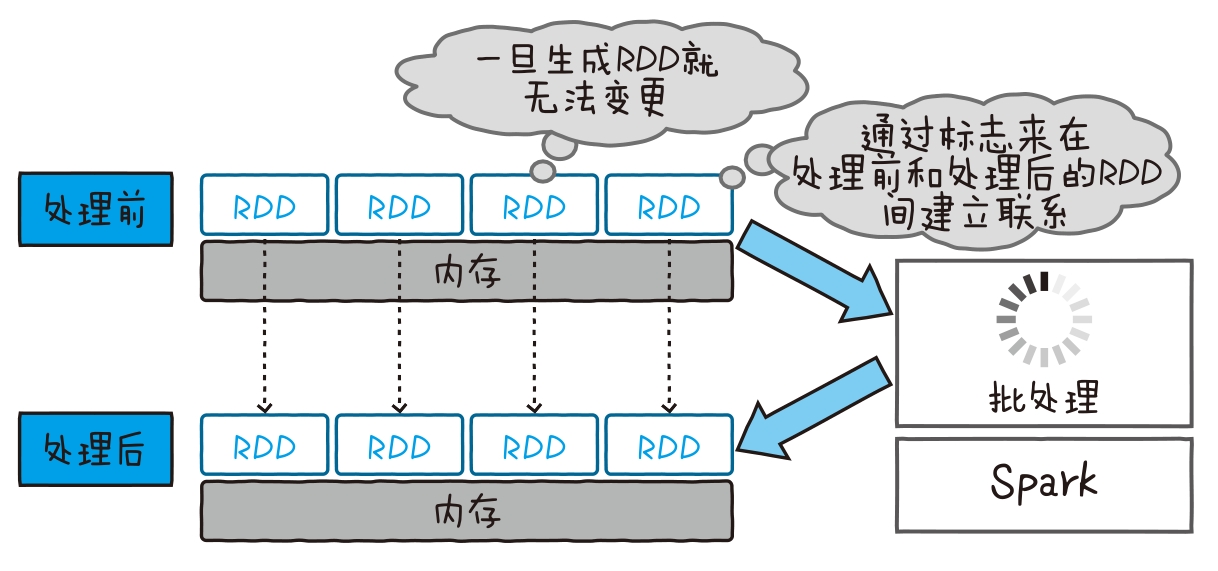 一旦生成RDD就
无法变更
通过标志来在
处理前和处理后的RDD
间建立联系
处理前
RDD
RDD
RDD
RDD
内存
批处理
处理后
RDD
RDD
RDD
RDD
内存
Spark